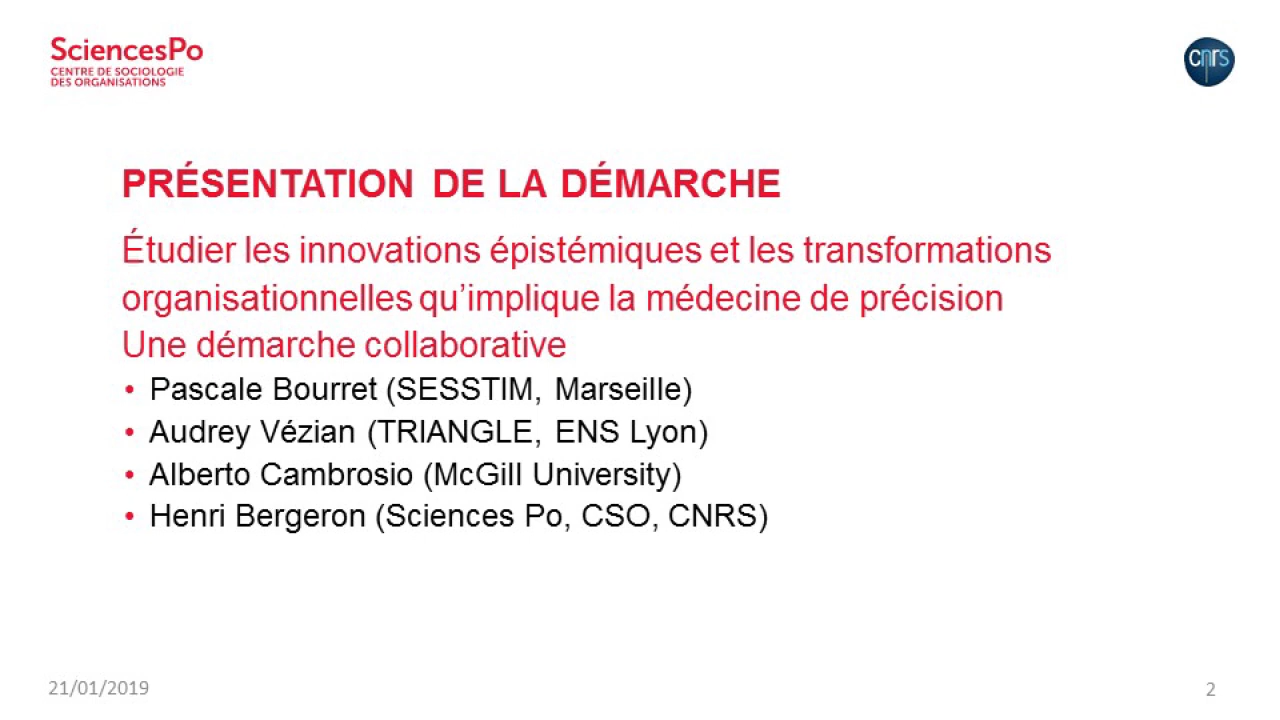 SciencesPo
CENTRE DE SOCIOLOGIE
DES ORGANISATIONS
cnrs
PRÉSENTATION DE LA DÉMARCHE
Étudier les innovations épistémiques et les transformations
organisationnelles qu’implique la médecine de précision
Une démarche collaborative
• Pascale Bourret (SESSTIM, Marseille)
• Audrey Vézian (TRIANGLE, ENS Lyon)
• Alberto Cambrosio (McGill University)
• Henri Bergeron (Sciences Po, CSO, CNRS)
21/01/2019
2